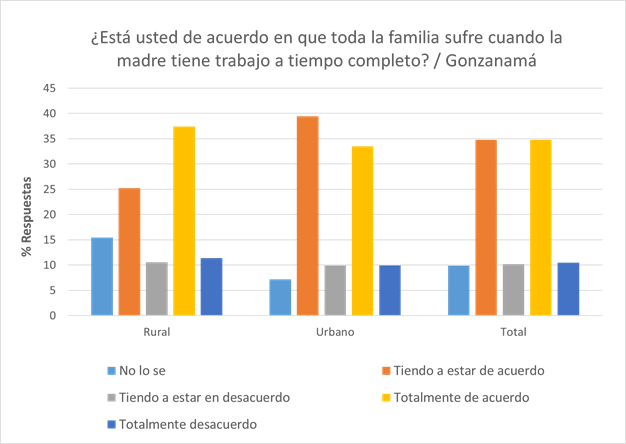 ¿Está usted de acuerdo en que toda la familia sufre cuando la
madre tiene trabajo a tiempo completo? / Gonzanamá
45
40
35
30
25
20
15
10
5
0
% Respuestas
Rural
Urbano
Total
No lo se
Tiendo a estar de acuerdo
Tiendo a estar en desacuerdo
Totalmente de acuerdo
Totalmente desacuerdo